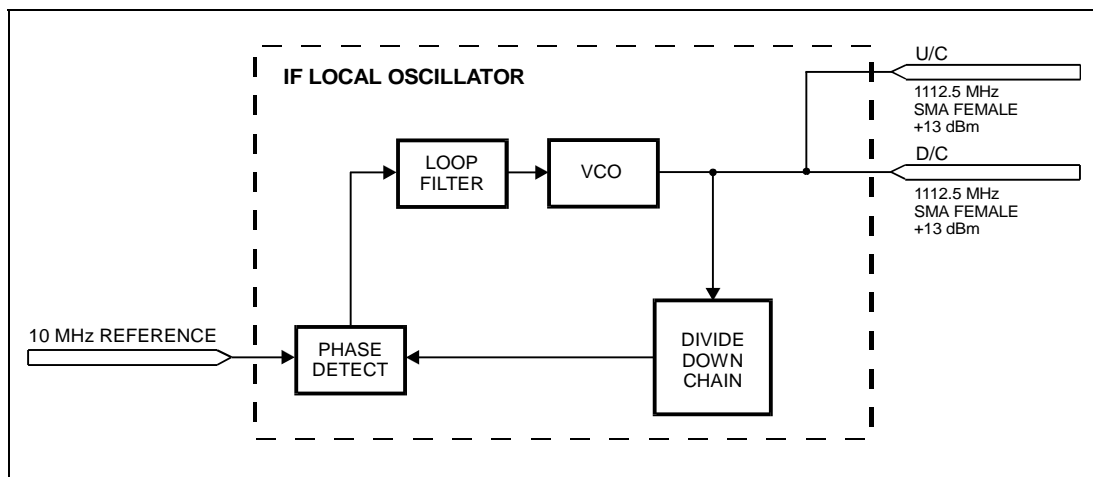 IF LOCAL OSCILLATOR
U/C
1112.5 MHz
SMA FEMALE
+13 dBm
LOOP
FILTER
VCO
D/C
1112.5 MHz
SMA FEMALE
+13 dBm
10 MHz REFERENCE
PHASE
DETECT
DIVIDE
DOWN
CHAIN